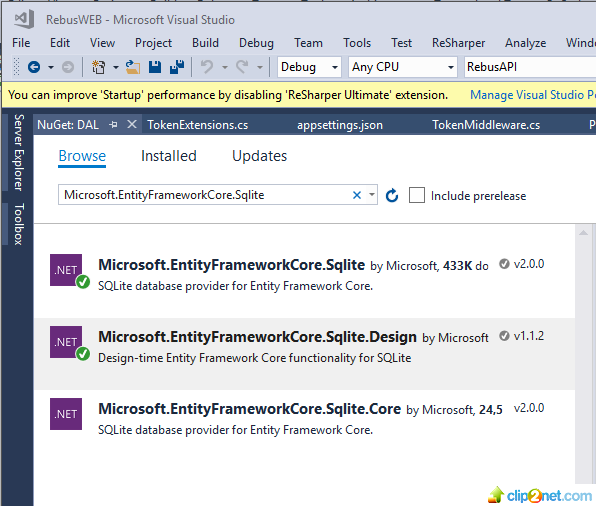 RebusWEB - Microsoft Visual Studio
File Edit View Project Build Debug Team Tools Test ReSharper Analyze Wind
Debug Any CPU RebusAPI
You can improve 'Startup' performance by disabling 'ReSharper Ultimate' extension. Manage Visual Studio Pe
Server Explorer
Toolbox
NuGet: DAL TokenExtensions.cs appsettings.json TokenMiddleware.cs P
Browse Installed Updates
Microsoft.EntityFrameworkCore.Sqlite Include prerelease
.NET Microsoft.EntityFrameworkCore.Sqlite by Microsoft, 433K do v2.0.0
SQLite database provider for Entity Framework Core.
.NET Microsoft.EntityFrameworkCore.Sqlite.Design by Microsoft v1.1.2
Design-time Entity Framework Core functionality for SQLite
.NET Microsoft.EntityFrameworkCore.Sqlite.Core by Microsoft, 24,5 v2.0.0
SQLite database provider for Entity Framework Core.
clip2net.com